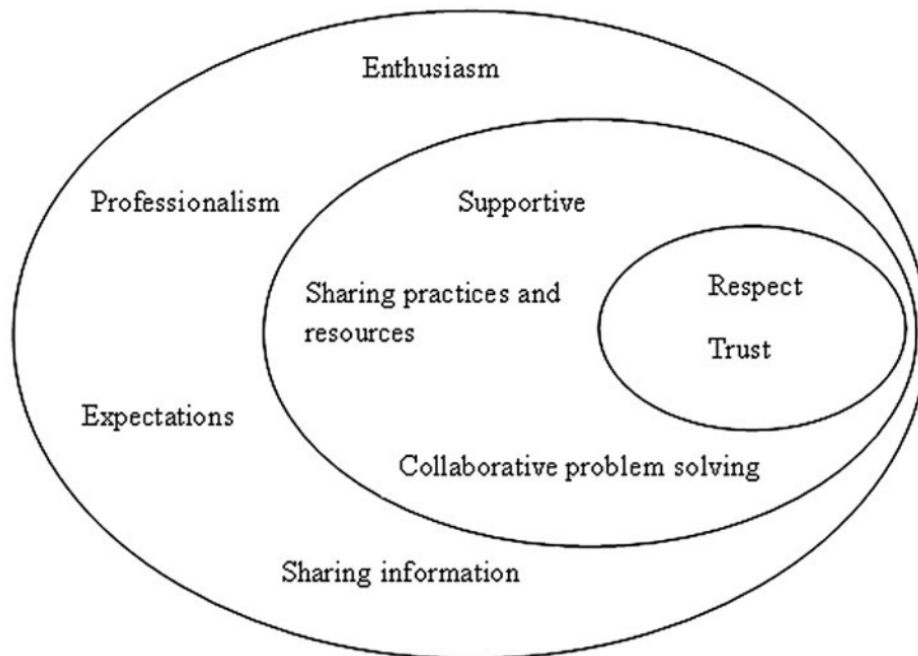 Enthusiasm
Professionalism
Supportive
Respect
Sharing practices and
resources
Trust
Expectations
Collaborative problem solving
Sharing information